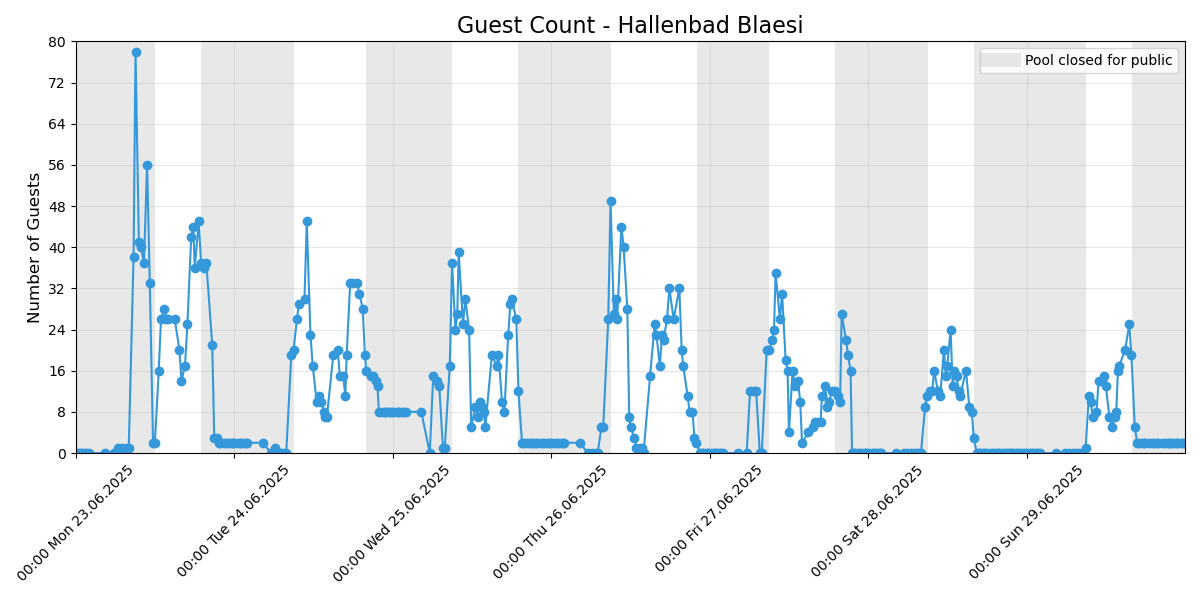 Guest Count - Hallenbad Blaesi
Pool closed for public
Number of Guests
80
72
64
56
48
40
32
24
16
8
0
00:00 Mon 23.06.2025
00:00 Tue 24.06.2025
00:00 Wed 25.06.2025
00:00 Thu 26.06.2025
00:00 Fri 27.06.2025
00:00 Sat 28.06.2025
00:00 Sun 29.06.2025